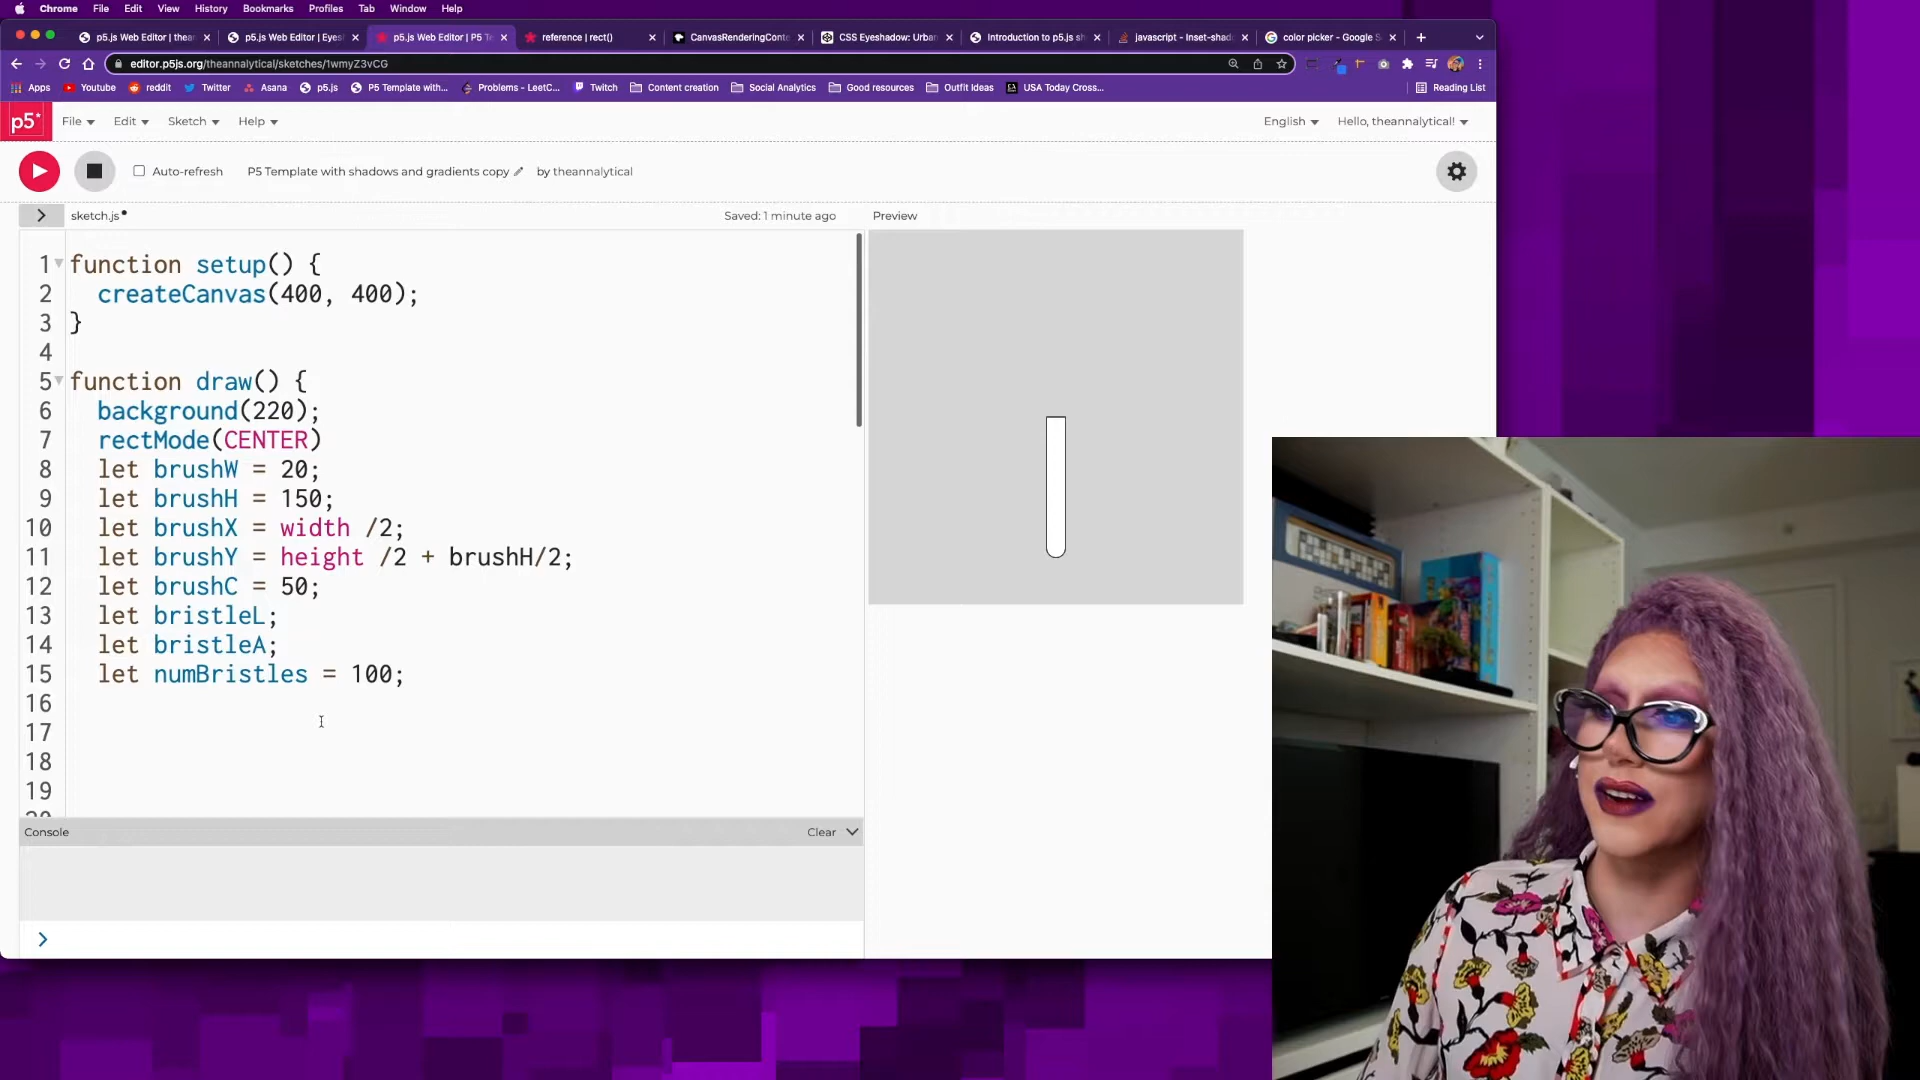 Chrome File Edit View History Bookmarks Profiles Tab Window Help
p5.js Web Editor | thea
p5.js Web Editor | Eyesl
p5.js Web Editor | P5 Te
reference | rect()
CanvasRenderingConte
CSS Eyeshadow: Urban
Introduction to p5.js sh
javascript - Inset-shad
color picker - Google S
editor.p5js.org/theannalytical/sketches/1wmyZ3vCG
Apps Youtube reddit Twitter Asana p5.js P5 Template with... Problems - LeetC... Twitch Content creation Social Analytics Good resources Outfit Ideas USA Today Cross... Reading List
p5* File Edit Sketch Help English Hello, theannalytical!
Auto-refresh P5 Template with shadows and gradients copy by theannalytical
> sketch.js Saved: 1 minute ago Preview
1 function setup() {
2 createCanvas(400, 400);
3 }
4
5 function draw() {
6 background(220);
7 rectMode(CENTER)
8 let brushW = 20;
9 let brushH = 150;
10 let brushX = width /2;
11 let brushY = height /2 + brushH/2;
12 let brushC = 50;
13 let bristleL;
14 let bristleA;
15 let numBristles = 100;
16
17
18
19
20
Console Clear
>